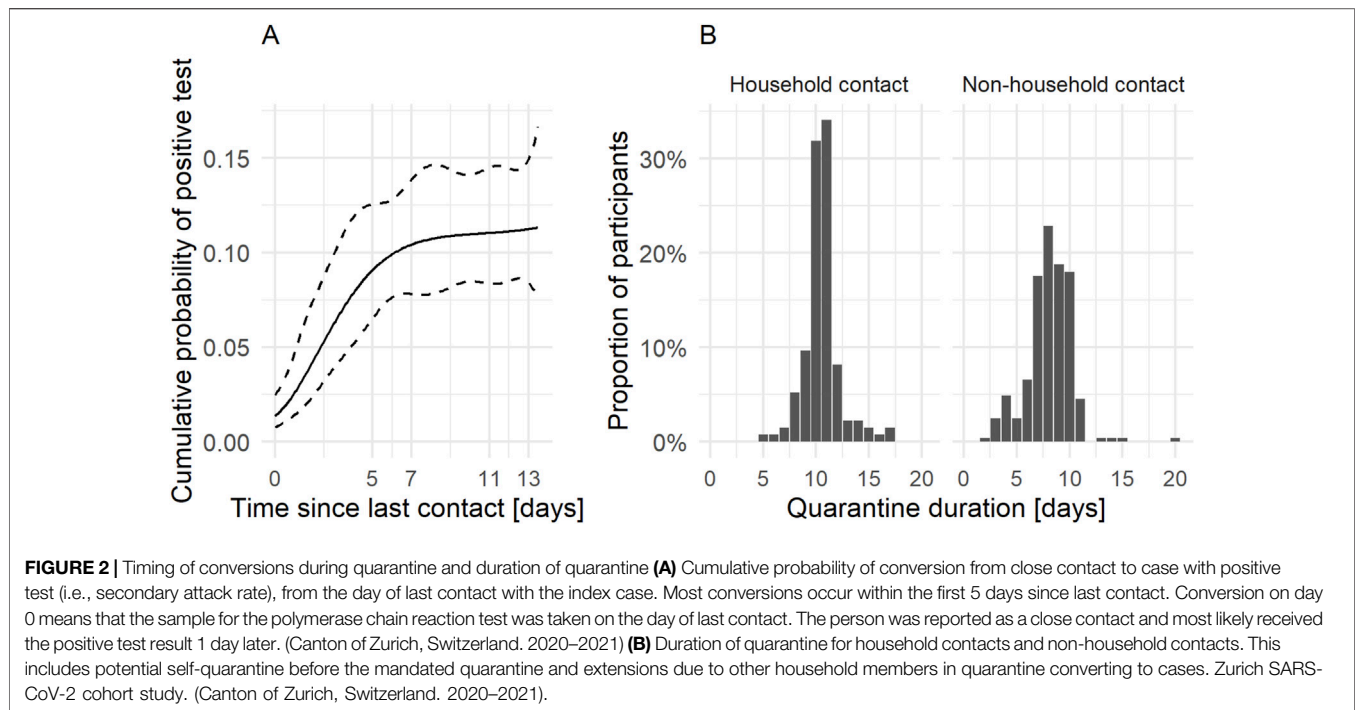 A
B
Household contact
Non-household contact
Cumulative probability of positive test
0.15
0.10
0.05
0.00
0 5 7 11 13
Time since last contact [days]
Proportion of participants
30%
20%
10%
0%
0 5 10 15 20
0 5 10 15 20
Quarantine duration [days]
FIGURE 2 | Timing of conversions during quarantine and duration of quarantine (A) Cumulative probability of conversion from close contact to case with positive
test (i.e., secondary attack rate), from the day of last contact with the index case. Most conversions occur within the first 5 days since last contact. Conversion on day
0 means that the sample for the polymerase chain reaction test was taken on the day of last contact. The person was reported as a close contact and most likely received
the positive test result 1 day later. (Canton of Zurich, Switzerland. 2020–2021) (B) Duration of quarantine for household contacts and non-household contacts. This
includes potential self-quarantine before the mandated quarantine and extensions due to other household members in quarantine converting to cases. Zurich SARS-
CoV-2 cohort study. (Canton of Zurich, Switzerland. 2020–2021).